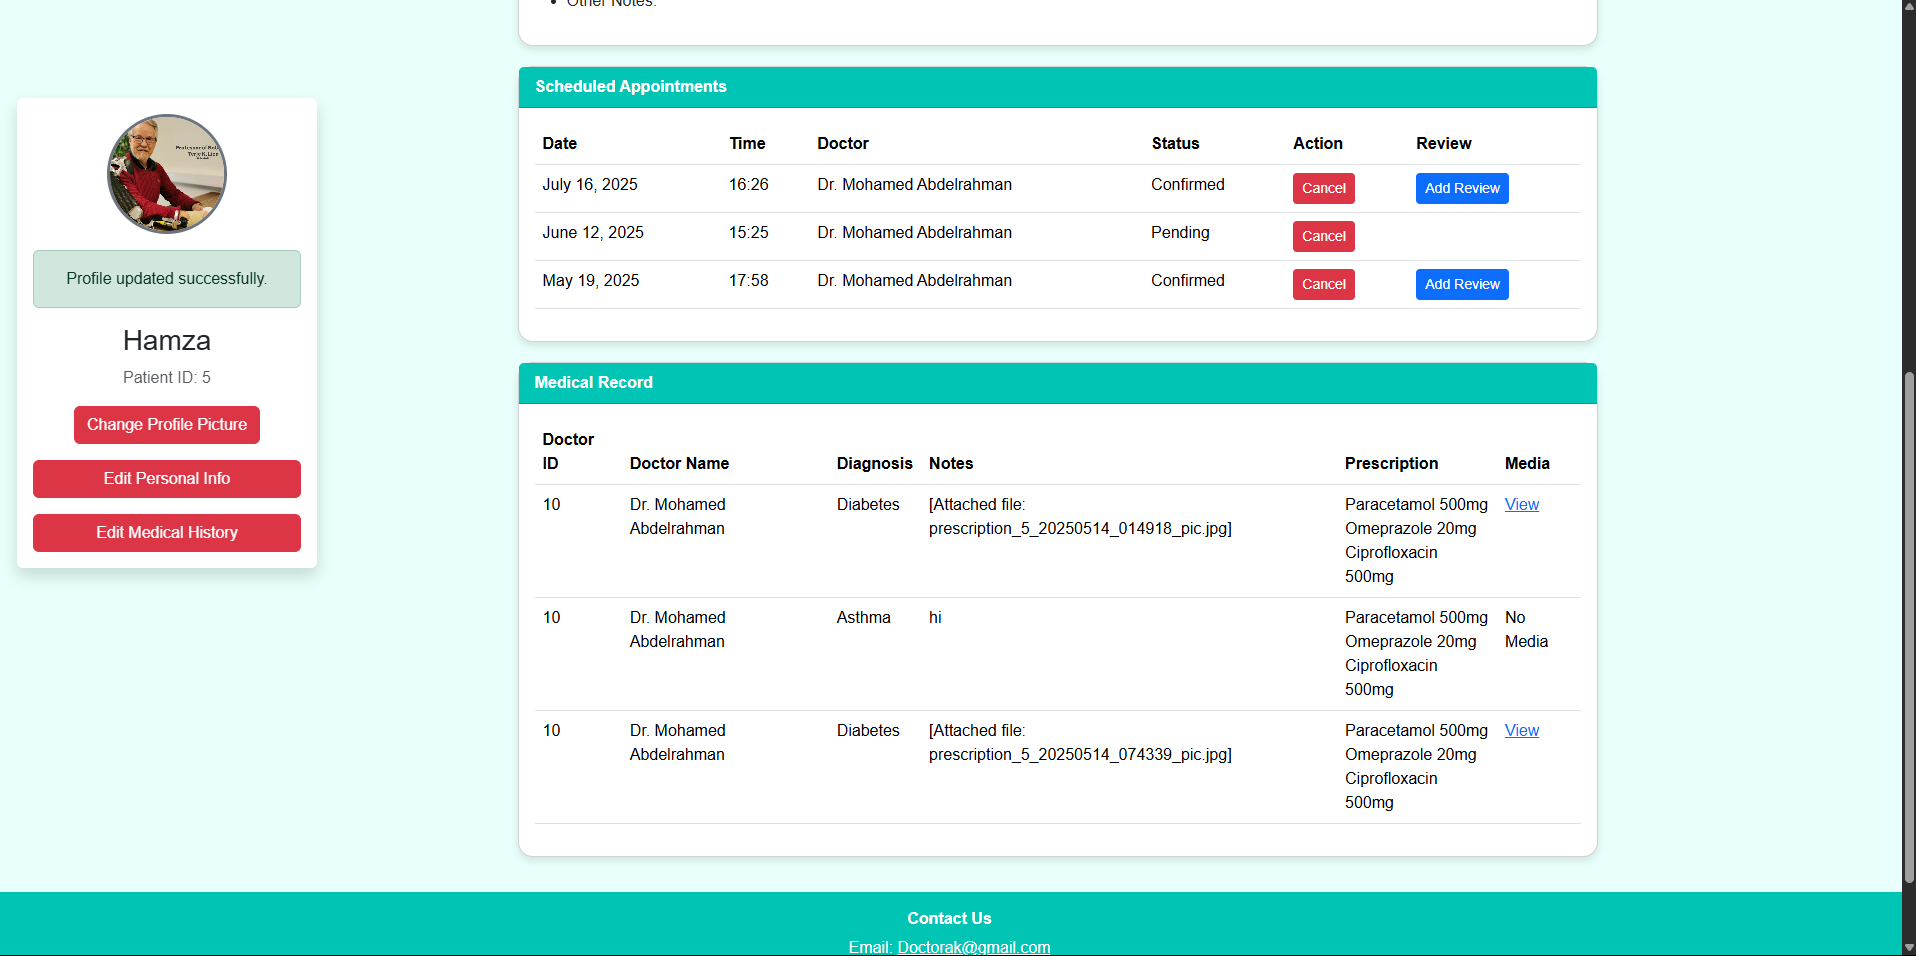 Other Notes:
Scheduled Appointments
Date Time Doctor Status Action Review
July 16, 2025 16:26 Dr. Mohamed Abdelrahman Confirmed Cancel Add Review
June 12, 2025 15:25 Dr. Mohamed Abdelrahman Pending Cancel
May 19, 2025 17:58 Dr. Mohamed Abdelrahman Confirmed Cancel Add Review
Profile updated successfully.
Hamza
Patient ID: 5
Change Profile Picture
Edit Personal Info
Edit Medical History
Medical Record
Doctor
ID Doctor Name Diagnosis Notes Prescription Media
10 Dr. Mohamed Diabetes [Attached file: Paracetamol 500mg View
Abdelrahman prescription_5_20250514_014918_pic.jpg] Omeprazole 20mg
Ciprofloxacin
500mg
10 Dr. Mohamed Asthma hi Paracetamol 500mg No
Abdelrahman Omeprazole 20mg Media
Ciprofloxacin
500mg
10 Dr. Mohamed Diabetes [Attached file: Paracetamol 500mg View
Abdelrahman prescription_5_20250514_074339_pic.jpg] Omeprazole 20mg
Ciprofloxacin
500mg
Contact Us
Email: Doctorak@gmail.com